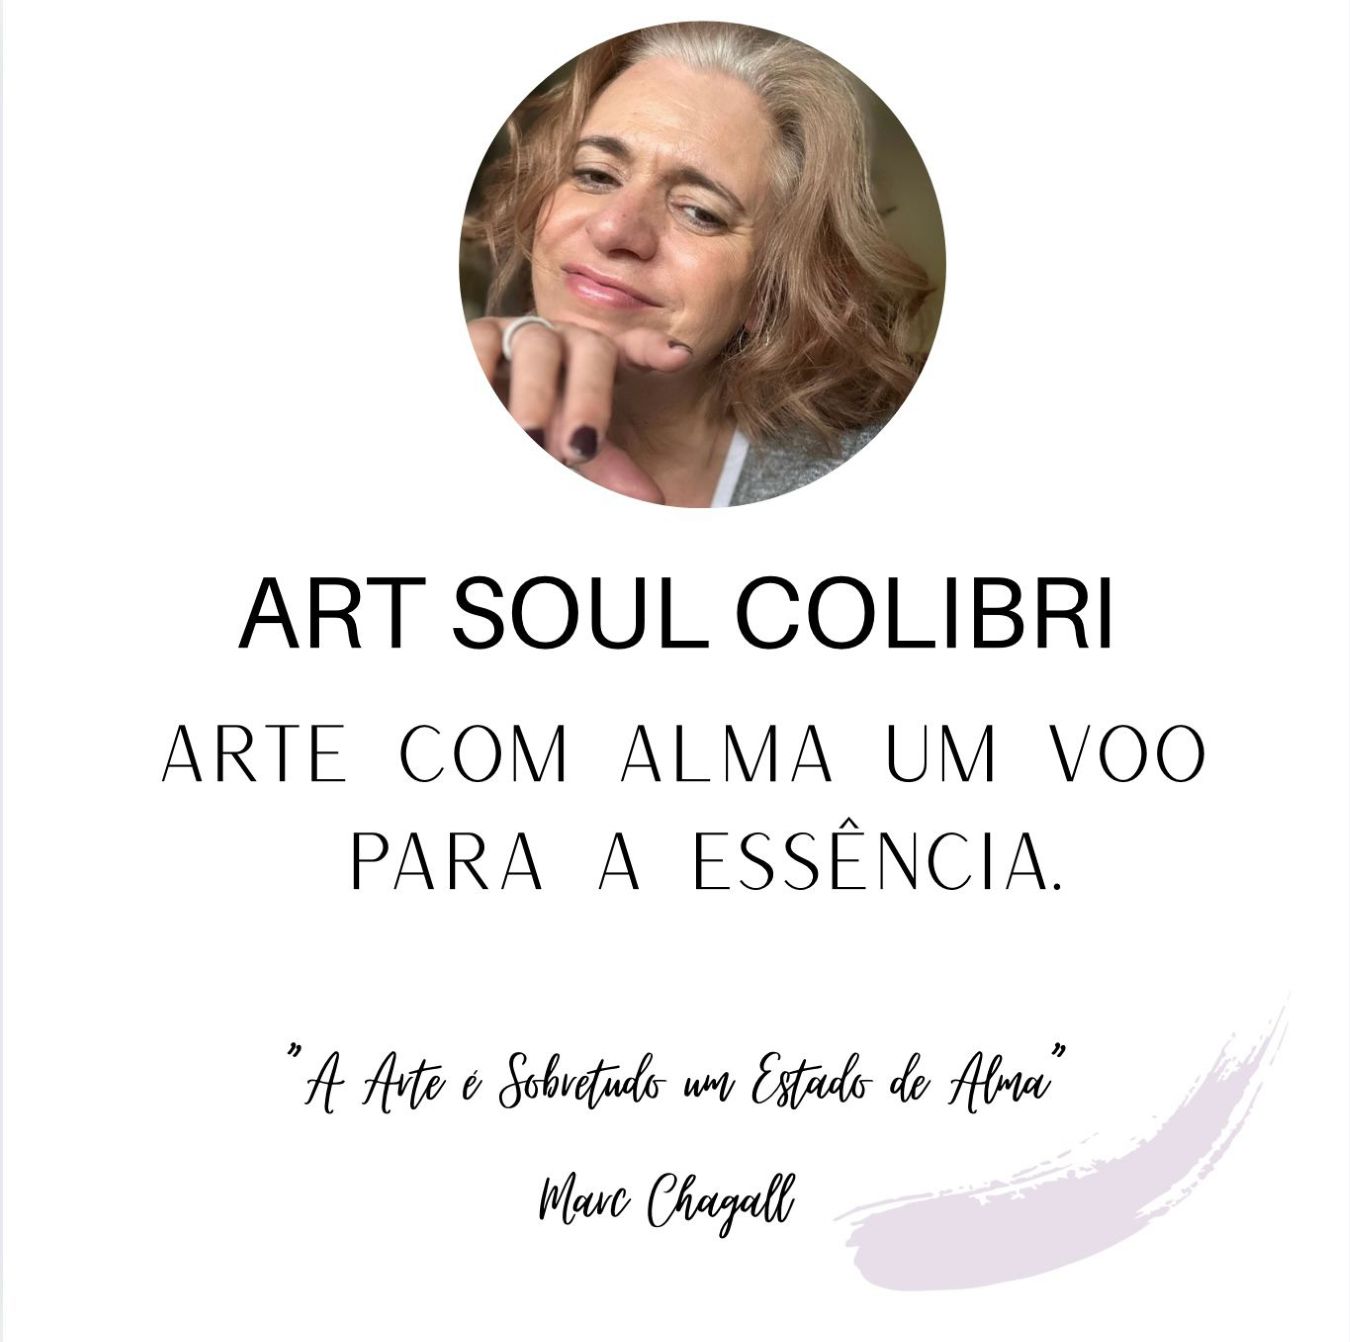 ART SOUL COLIBRI
ARTE COM ALMA UM VOO
PARA A ESSÊNCIA.
"A Arte é Sobretudo um Estado de Alma"
Marc Chagall